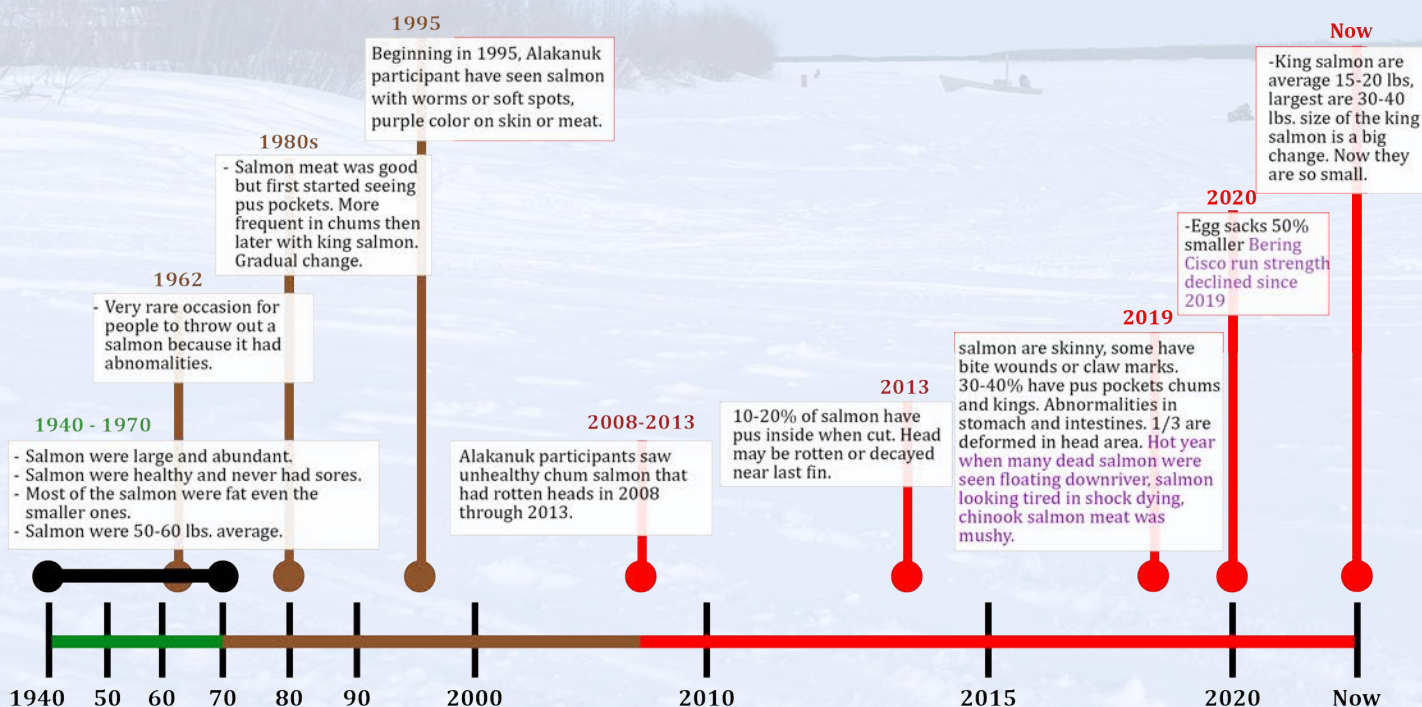 1940 - 1970
- Salmon were large and abundant.
- Salmon were healthy and never had sores.
- Most of the salmon were fat even the
smaller ones.
- Salmon were 50-60 lbs. average.
1962
- Very rare occasion for
people to throw out a
salmon because it had
abnomalities.
1980s
- Salmon meat was good
but first started seeing
pus pockets. More
frequent in chums then
later with king salmon.
Gradual change.
1995
Beginning in 1995, Alakanuk
participant have seen salmon
with worms or soft spots,
purple color on skin or meat.
2008-2013
Alakanuk participants saw
unhealthy chum salmon that
had rotten heads in 2008
through 2013.
2013
10-20% of salmon have
pus inside when cut. Head
may be rotten or decayed
near last fin.
2019
salmon are skinny, some have
bite wounds or claw marks.
30-40% have pus pockets chums
and kings. Abnormalities in
stomach and intestines. 1/3 are
deformed in head area. Hot year
when many dead salmon were
seen floating downriver, salmon
looking tired in shock dying,
chinook salmon meat was
mushy.
2020
-Egg sacks 50%
smaller Bering
Cisco run strength
declined since
2019
Now
-King salmon are
average 15-20 lbs,
largest are 30-40
lbs. size of the king
salmon is a big
change. Now they
are so small.
1940 50 60 70 80 90 2000 2010 2015 2020 Now